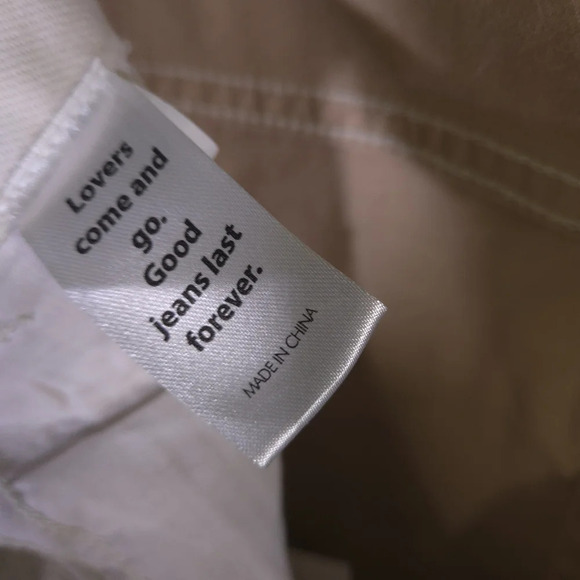 Lovers
come and
go.
Good
jeans last
forever.
MADE IN CHINA